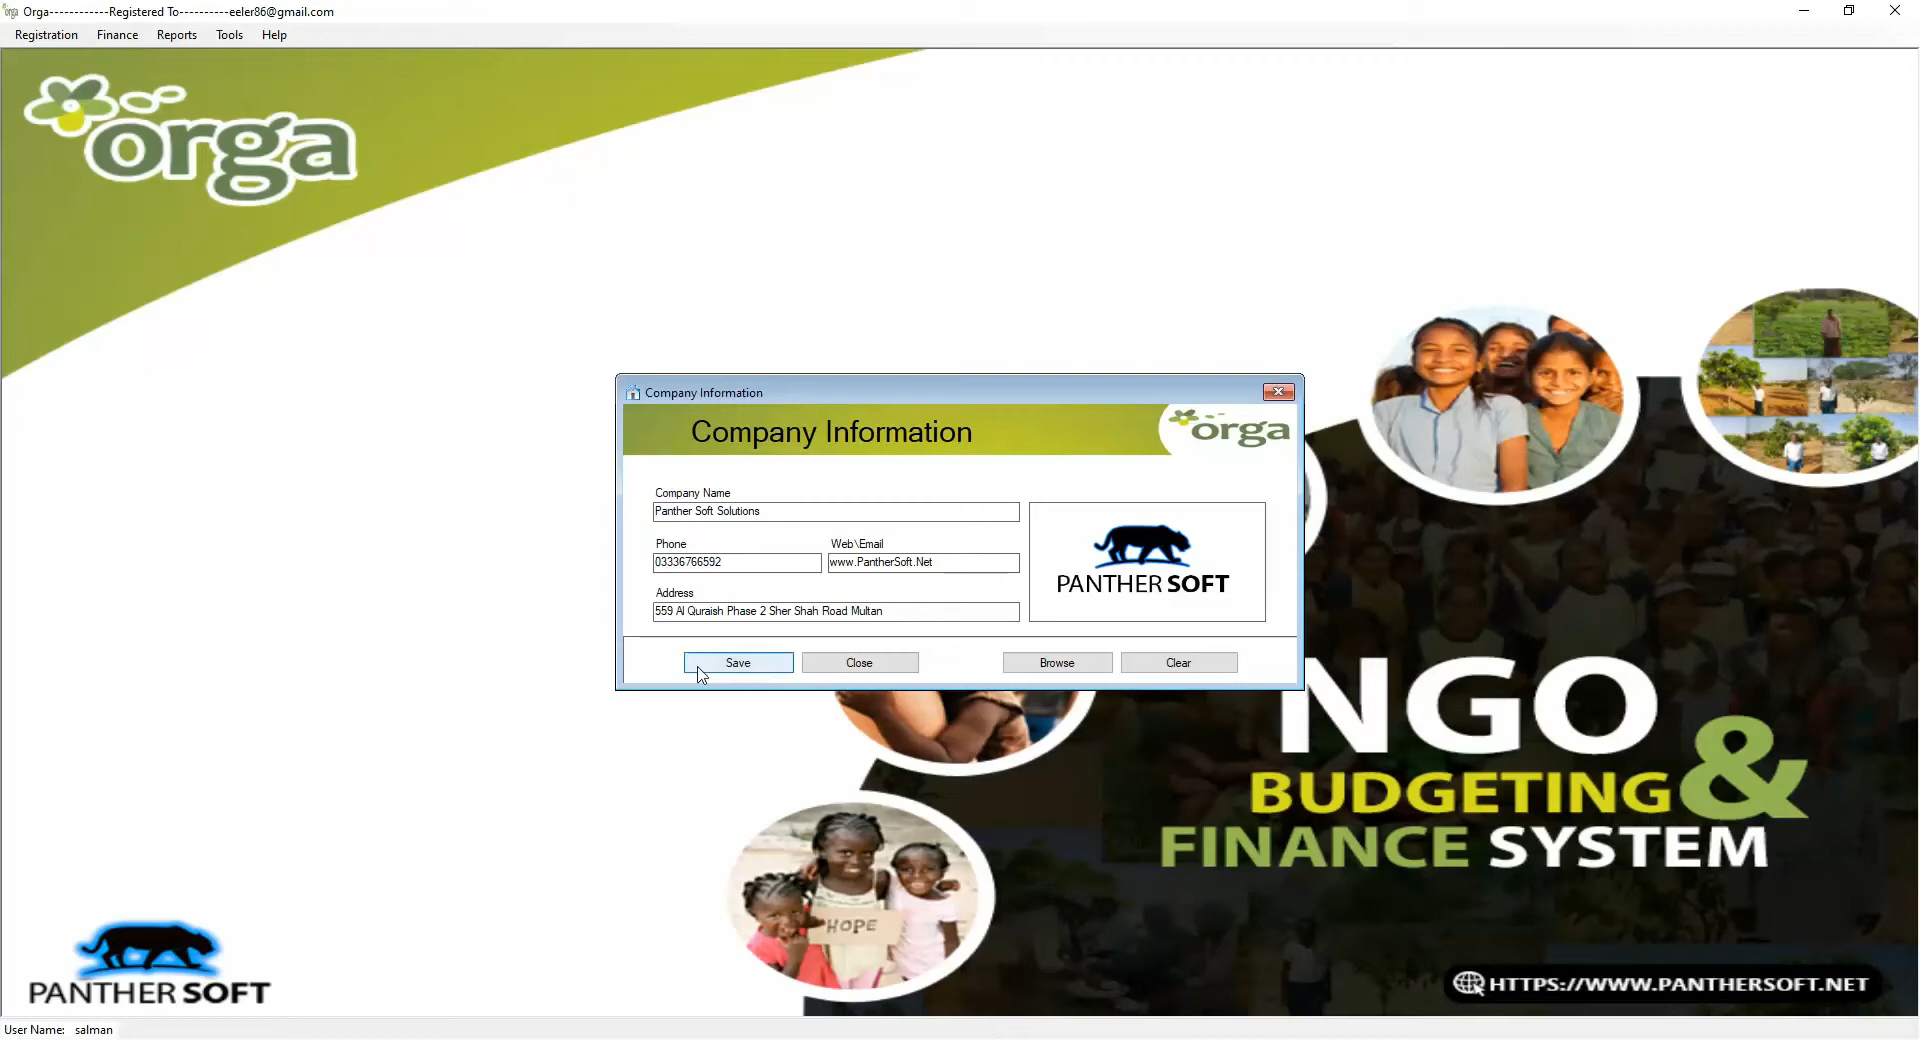 Orga------------Registered To----------eeler86@gmail.com
Registration Finance Reports Tools Help
orga
Company Information
Company Information
orga
Company Name
Panther Soft Solutions
Phone Web\Email
03336766592 www.PantherSoft.Net
Address
559 Al Quraish Phase 2 Sher Shah Road Multan
PANTHER SOFT
Save Close Browse Clear
NGO
BUDGETING &
FINANCE SYSTEM
HOPE
PANTHER SOFT
HTTPS://WWW.PANTHERSOFT.NET
User Name: salman